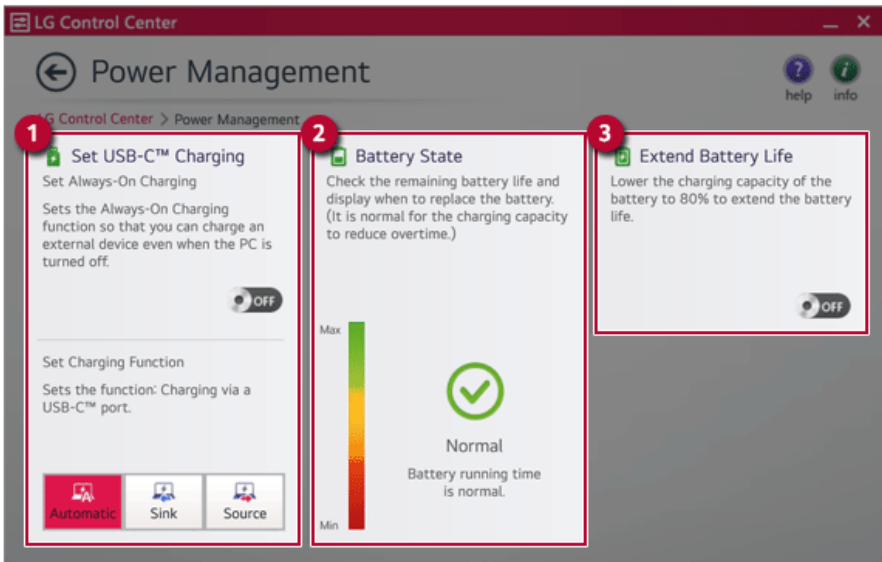 LG Control Center
Power Management
help
info
LG Control Center > Power Management
1
Set USB-C™ Charging
Set Always-On Charging
Sets the Always-On Charging
function so that you can charge an
external device even when the PC is
turned off.
OFF
Set Charging Function
Sets the function: Charging via a
USB-C™ port.
Automatic
Sink
Source
2
Battery State
Check the remaining battery life and
display when to replace the battery.
(It is normal for the charging capacity
to reduce overtime.)
Max
Normal
Battery running time
is normal.
Min
3
Extend Battery Life
Lower the charging capacity of the
battery to 80% to extend the battery
life.
OFF